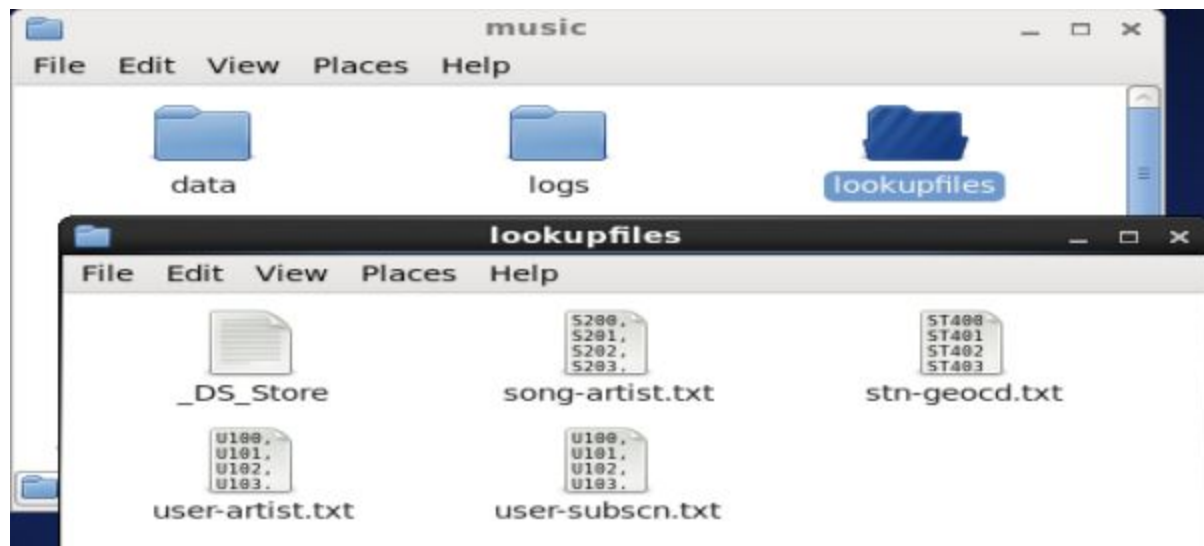 music
File Edit View Places Help
data logs lookupfiles
lookupfiles
File Edit View Places Help
S200,
S201,
S202,
S203,
ST400
ST401
ST402
ST403
_DS_Store song-artist.txt stn-geocd.txt
U100,
U101,
U102,
U103,
U100,
U101,
U102,
U103,
user-artist.txt user-subscn.txt